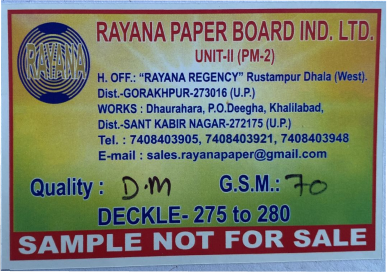 RAYANA PAPER BOARD IND. LTD.
UNIT-II (PM-2)
RAYANA
H. OFF.: “RAYANA REGENCY” Rustampur Dhala (West).
Dist.-GORAKHPUR-273016 (U.P.)
WORKS : Dhaurahara, P.O.Deegha, Khalilabad,
Dist.-SANT KABIR NAGAR-272175 (U.P.)
Tel. : 7408403905, 7408403921, 7408403948
E-mail : sales.rayanapaper@gmail.com
Quality : D.M G.S.M.: 70
DECKLE- 275 to 280
SAMPLE NOT FOR SALE